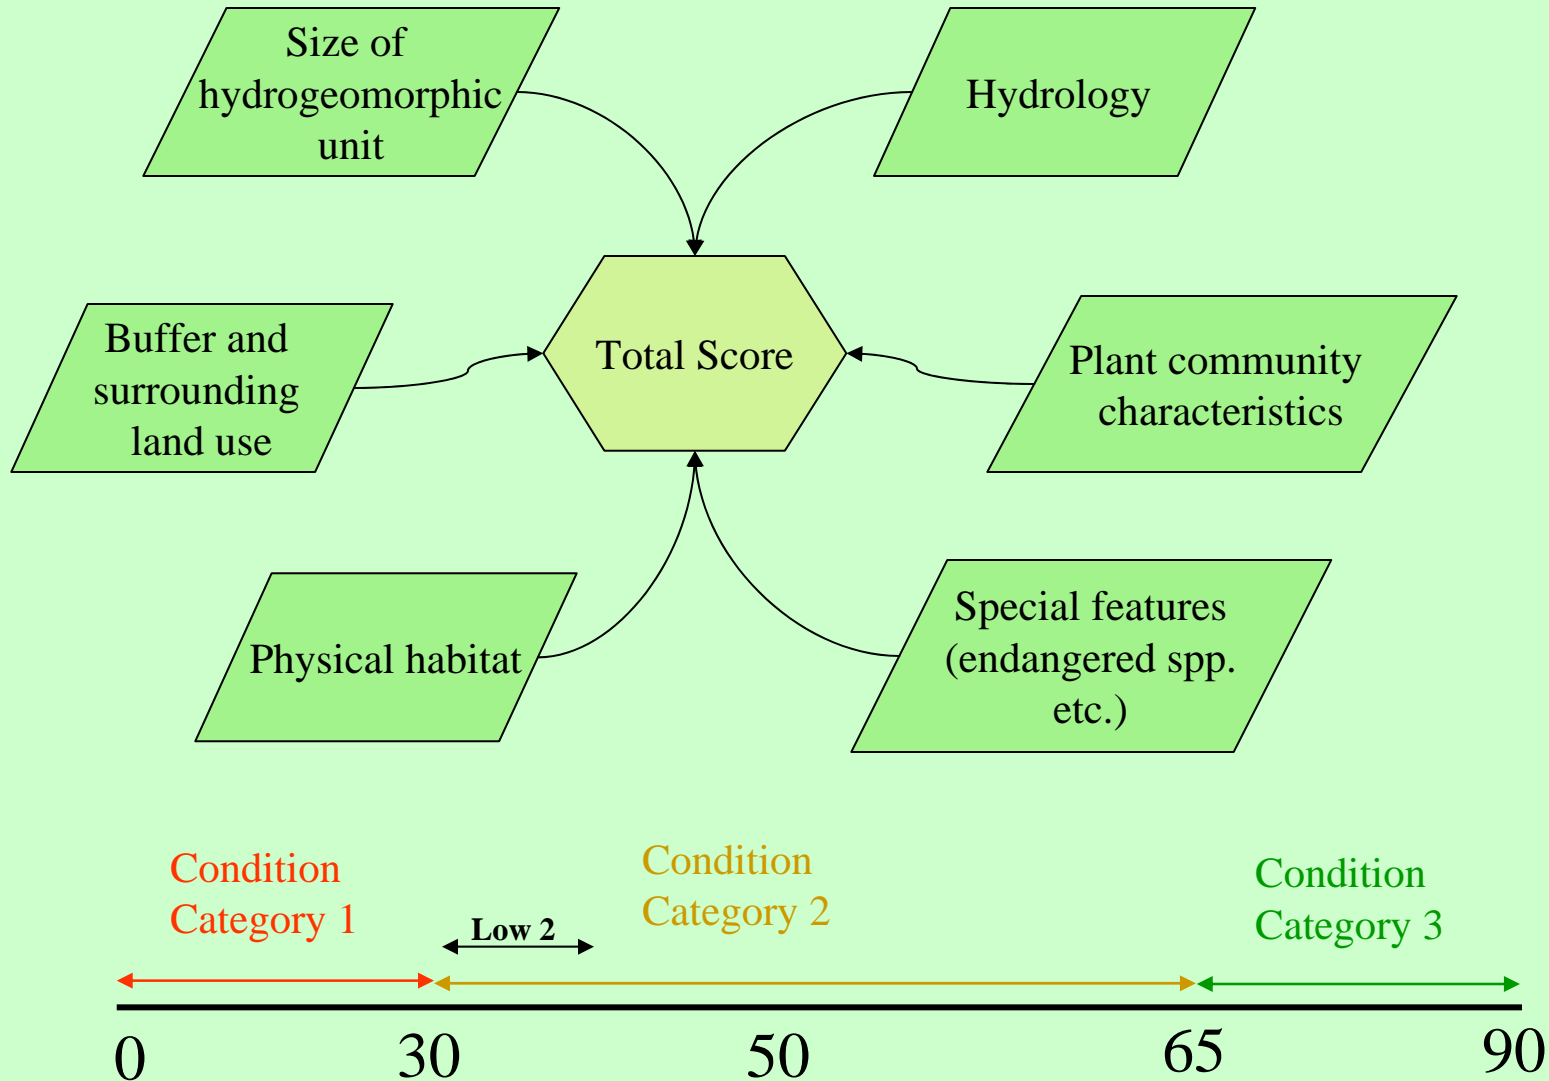 Size of
hydrogeomorphic
unit
Hydrology
Buffer and
surrounding
land use
Total Score
Plant community
characteristics
Physical habitat
Special features
(endangered spp.
etc.)
Condition
Category 1
Low 2
Condition
Category 2
Condition
Category 3
0 30 50 65 90